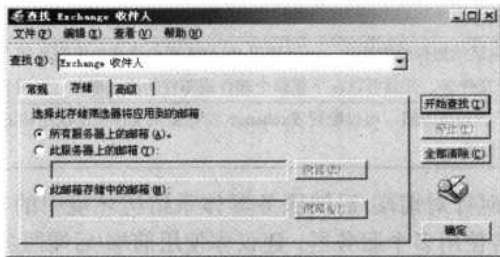 查找 Exchange 收件人
文件(F) 编辑(E) 查看(V) 帮助(H)
查找(D): Exchange 收件人
常规 存储 高级
选择此存储筛选器将应用到的邮箱
所有服务器上的邮箱(A)。
此服务器上的邮箱(T):
浏览(B)
此邮箱存储中的邮箱(M):
浏览(W)
开始查找(I)
停止(P)
全部清除(C)
确定